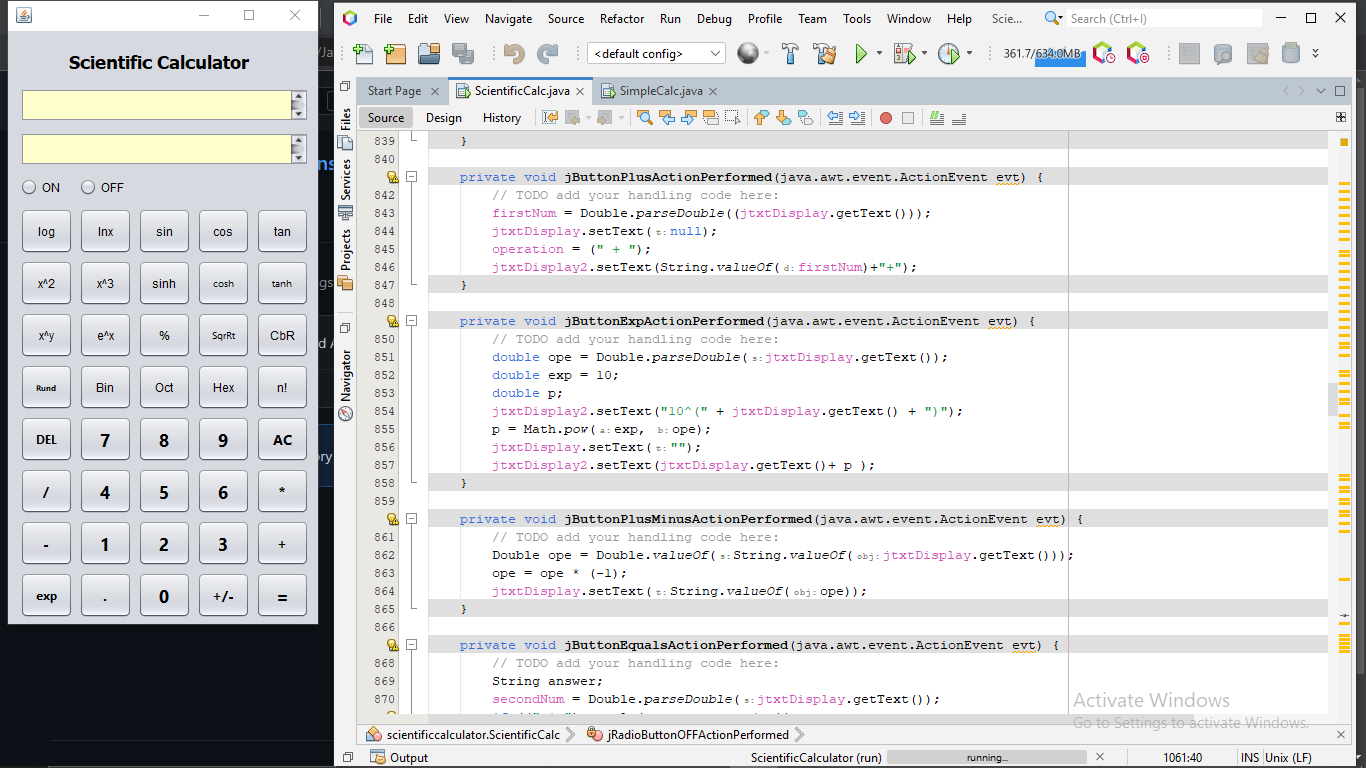 Scientific Calculator
ON OFF
log lnx sin cos tan
x^2 x^3 sinh cosh tanh
x^y e^x % SqrRt CbR
Rund Bin Oct Hex n!
DEL 7 8 9 AC
/ 4 5 6 *
- 1 2 3 +
exp . 0 +/- =
File Edit View Navigate Source Refactor Run Debug Profile Team Tools Window Help Scie... Search (Ctrl+I)
<default config> 361.7/634.0MB
Start Page ScientificCalc.java SimpleCalc.java
Source Design History
Files
Services
Projects
Navigator
839 }
840
private void jButtonPlusActionPerformed(java.awt.event.ActionEvent evt) {
842 // TODO add your handling code here:
843 firstNum = Double.parseDouble((jtxtDisplay.getText()));
844 jtxtDisplay.setText(t:null);
845 operation = (" + ");
846 jtxtDisplay2.setText(String.valueOf(d:firstNum)+"+");
847 }
848
private void jButtonExpActionPerformed(java.awt.event.ActionEvent evt) {
850 // TODO add your handling code here:
851 double ope = Double.parseDouble(s:jtxtDisplay.getText());
852 double exp = 10;
853 double p;
854 jtxtDisplay2.setText("10^(" + jtxtDisplay.getText() + ")");
855 p = Math.pow(a:exp, b:ope);
856 jtxtDisplay.setText(t:"");
857 jtxtDisplay2.setText(jtxtDisplay.getText()+ p );
858 }
859
private void jButtonPlusMinusActionPerformed(java.awt.event.ActionEvent evt) {
861 // TODO add your handling code here:
862 Double ope = Double.valueOf(s:String.valueOf(obj:jtxtDisplay.getText()));
863 ope = ope * (-1);
864 jtxtDisplay.setText(t:String.valueOf(obj:ope));
865 }
866
private void jButtonEqualsActionPerformed(java.awt.event.ActionEvent evt) {
868 // TODO add your handling code here:
869 String answer;
870 secondNum = Double.parseDouble(s:jtxtDisplay.getText());
Activate Windows
Go to Settings to activate Windows.
scientificcalculator.ScientificCalc jRadioButtonOFFActionPerformed
Output ScientificCalculator (run) running... 1061:40 INS Unix (LF)